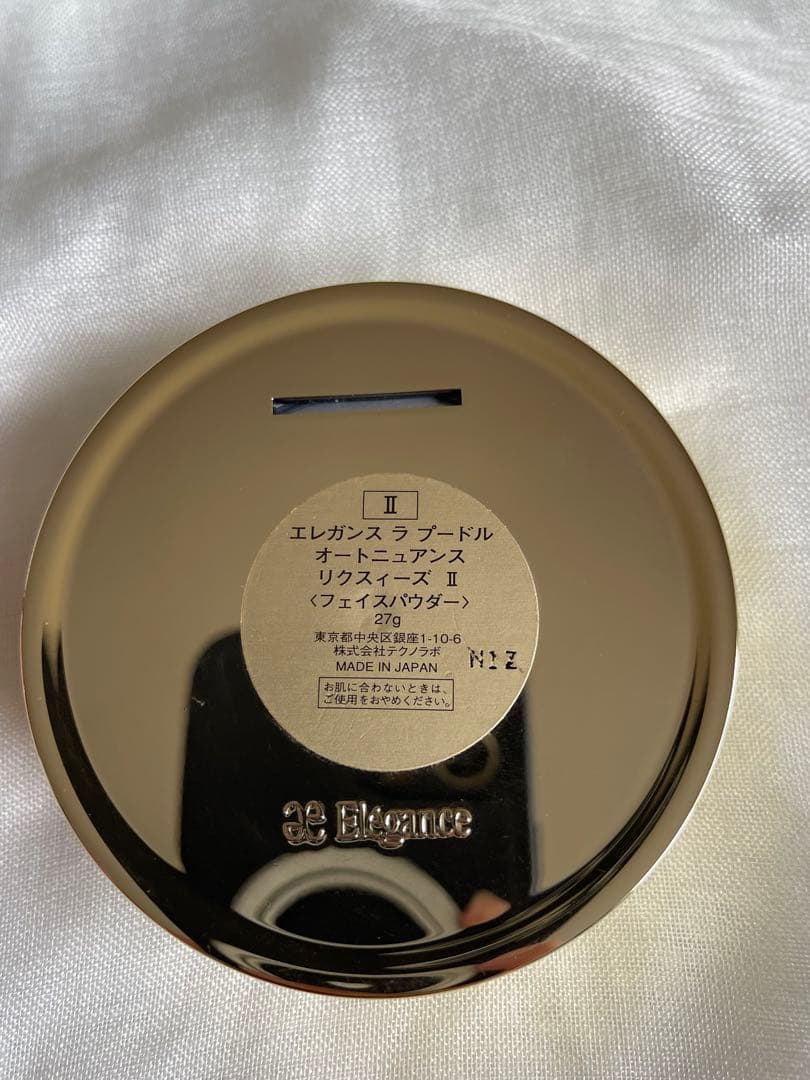 II
エレガンス ラ プードル
オートニュアンス
リクスィーズ II
〈フェイスパウダー〉
27g
東京都中央区銀座1-10-6
株式会社テクノラボ
MADE IN JAPAN
N1Z
お肌に合わないときは、
ご使用をおやめください。
æ Elégance